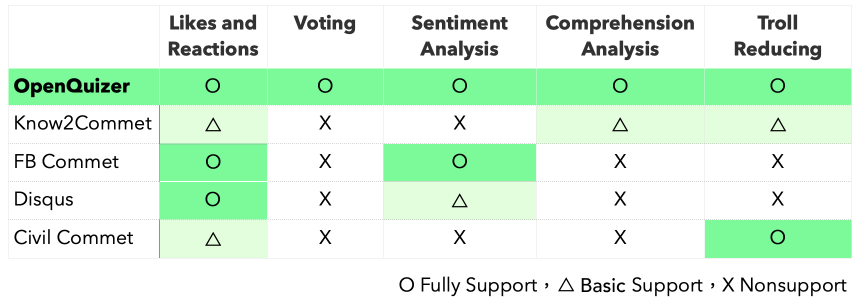 Likes and Reactions Voting Sentiment Analysis Comprehension Analysis Troll Reducing
OpenQuizer O O O O O
Know2Commet △ X X △ △
FB Commet O X O X X
Disqus O X △ X X
Civil Commet △ X X X O
O Fully Support，△ Basic Support，X Nonsupport